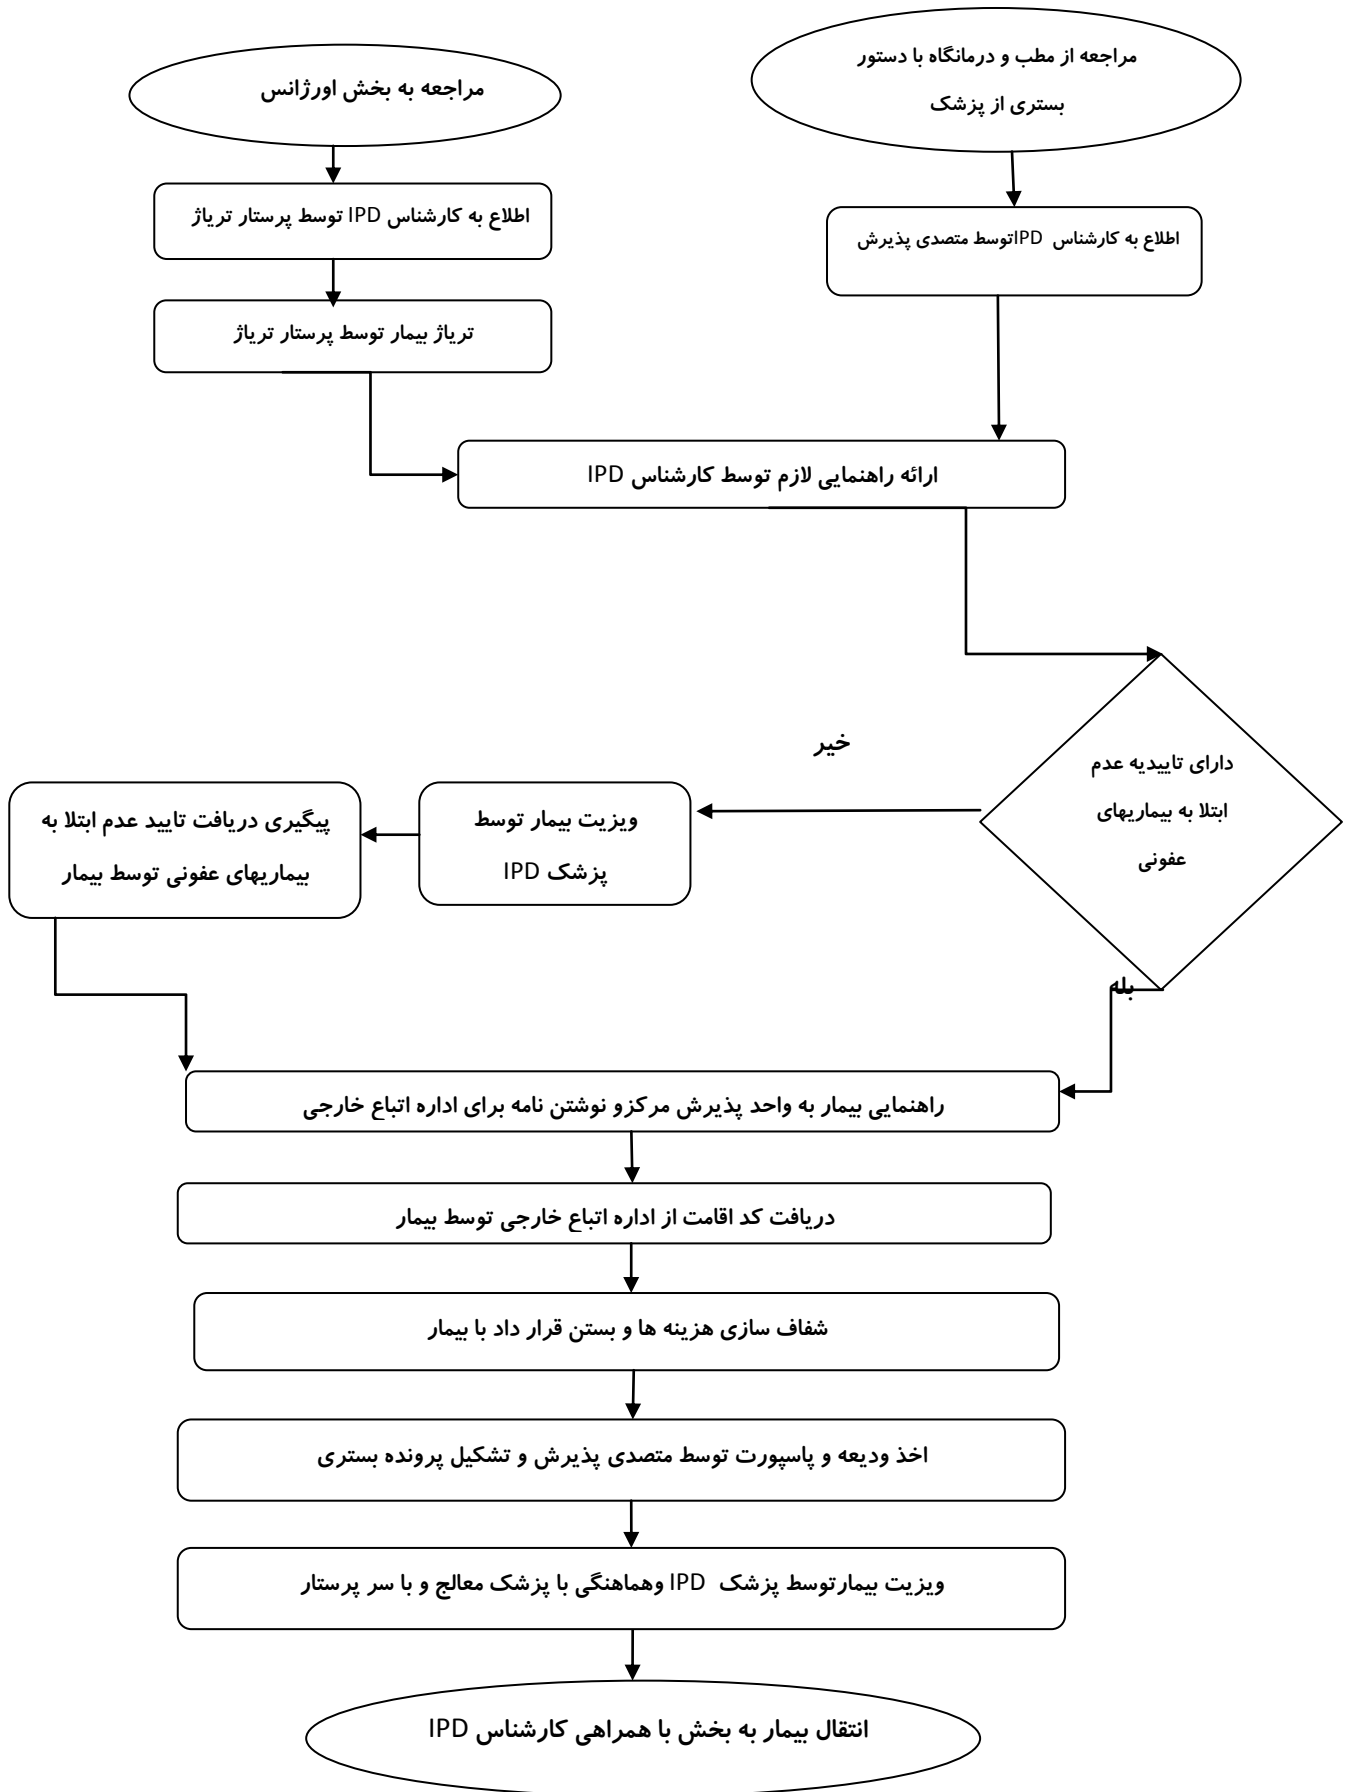 مراجعه از مطب و درمانگاه با دستور
بستری از پزشک
مراجعه به بخش اورژانس
اطلاع به کارشناس IPD توسط پرستار تریاژ
اطلاع به کارشناس IPDتوسط متصدی پذیرش
تریاژ بیمار توسط پرستار تریاژ
ارائه راهنمایی لازم توسط کارشناس IPD
دارای تاییدیه عدم
ابتلا به بیماریهای
عفونی
خیر
ویزیت بیمار توسط
پزشک IPD
پیگیری دریافت تایید عدم ابتلا به
بیماریهای عفونی توسط بیمار
بله
راهنمایی بیمار به واحد پذیرش مرکزو نوشتن نامه برای اداره اتباع خارجی
دریافت کد اقامت از اداره اتباع خارجی توسط بیمار
شفاف سازی هزینه ها و بستن قرار داد با بیمار
اخذ ودیعه و پاسپورت توسط متصدی پذیرش و تشکیل پرونده بستری
ویزیت بیمارتوسط پزشک IPD وهماهنگی با پزشک معالج و با سر پرستار
انتقال بیمار به بخش با همراهی کارشناس IPD